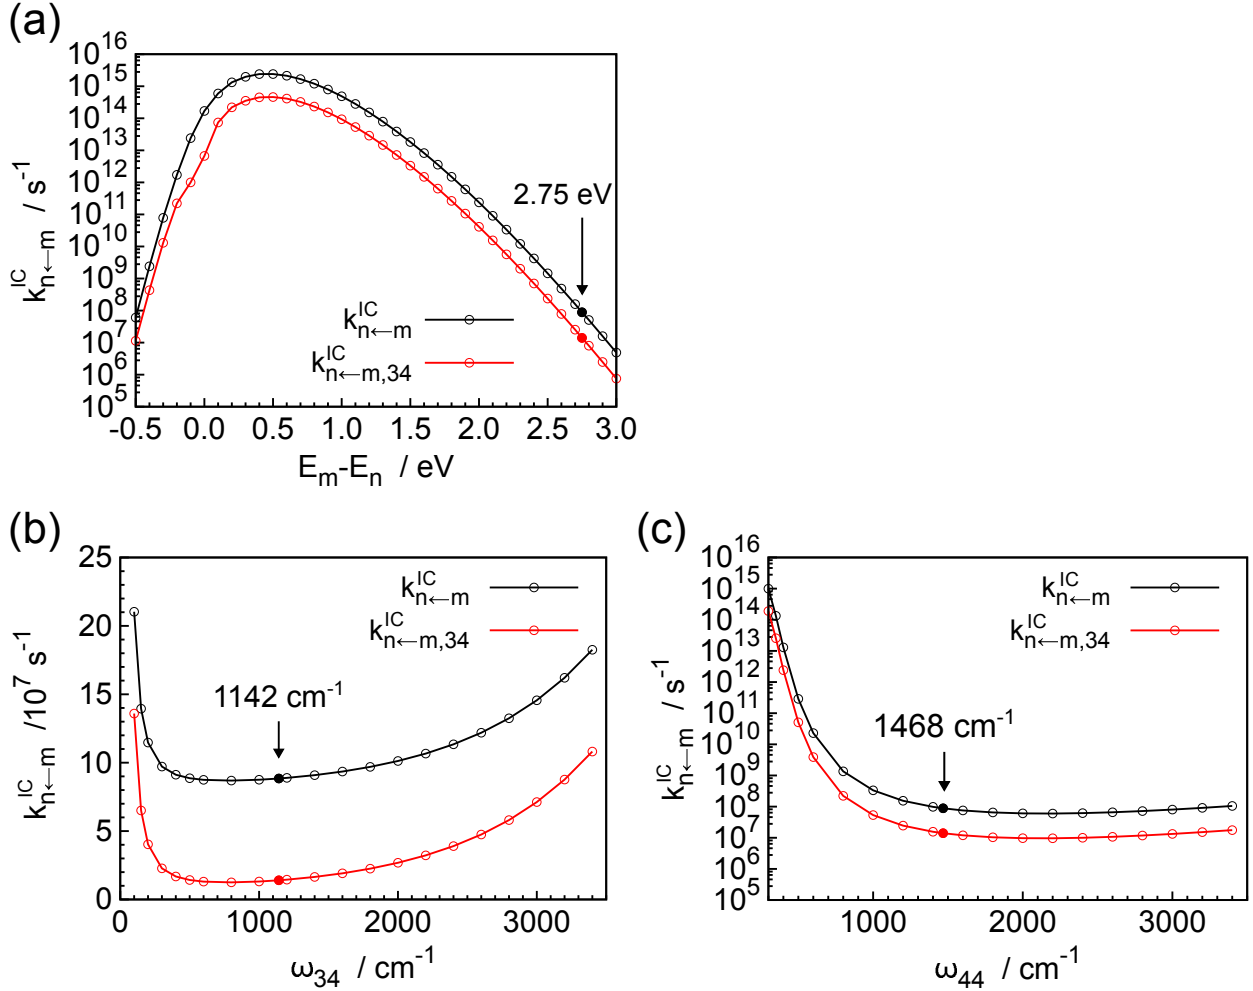 (a)
10^16
10^15
10^14
10^13
10^12
10^11
10^10
10^9
10^8
10^7
10^6
10^5
k^IC_n←m / s^-1
2.75 eV
k^IC_n←m
k^IC_n←m,34
-0.5 0.0 0.5 1.0 1.5 2.0 2.5 3.0
E_m-E_n / eV
(b)
25
20
15
10
5
0
k^IC_n←m /10^7 s^-1
k^IC_n←m
k^IC_n←m,34
1142 cm^-1
0 1000 2000 3000
ω_34 / cm^-1
(c)
10^16
10^15
10^14
10^13
10^12
10^11
10^10
10^9
10^8
10^7
10^6
10^5
k^IC_n←m / s^-1
k^IC_n←m
k^IC_n←m,34
1468 cm^-1
1000 2000 3000
ω_44 / cm^-1